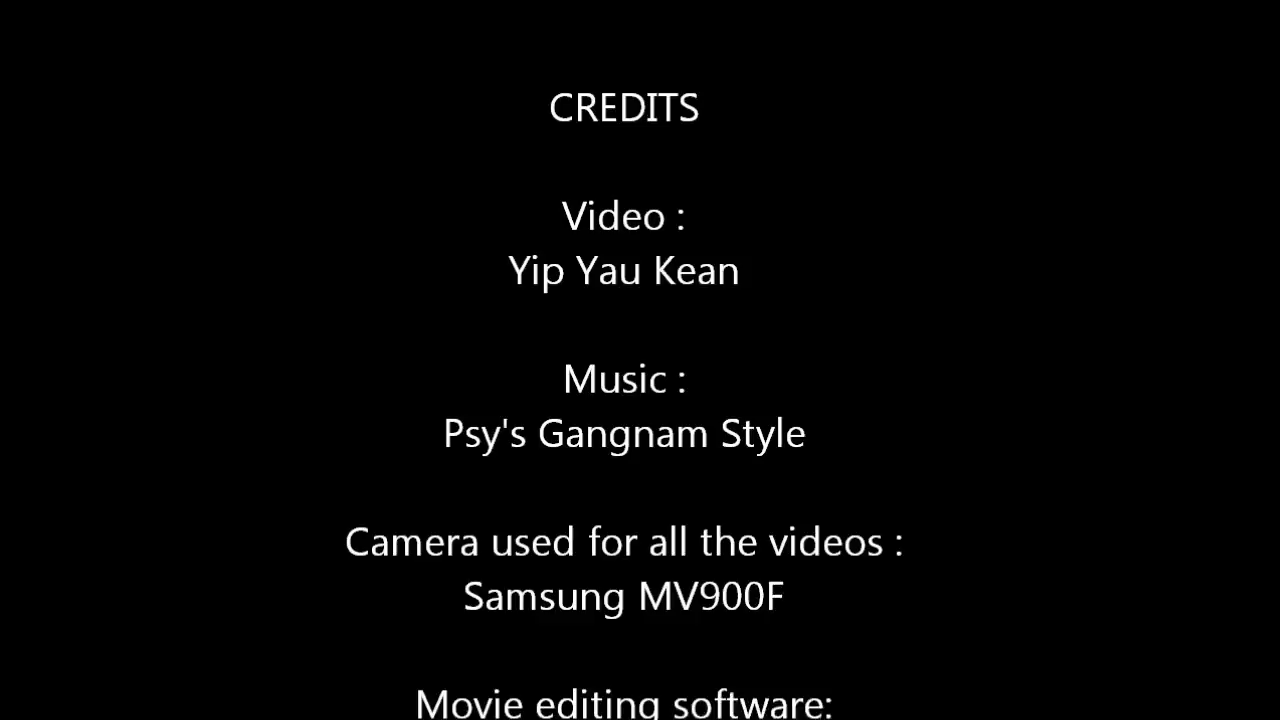 CREDITS
Video :
Yip Yau Kean
Music :
Psy's Gangnam Style
Camera used for all the videos :
Samsung MV900F
Movie editing software: